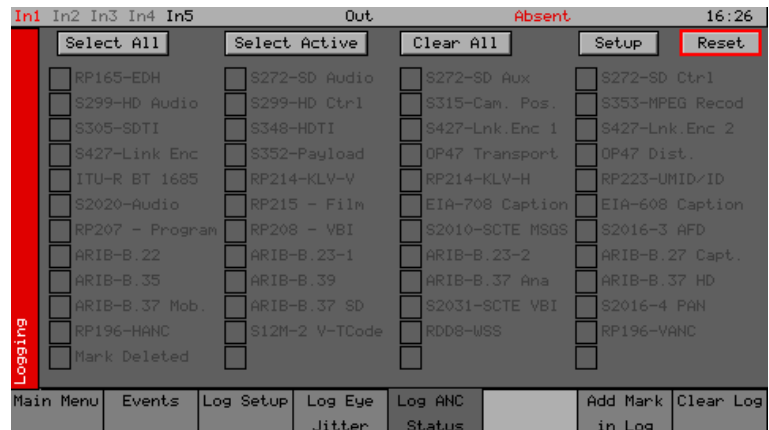 In1 In2 In3 In4 In5 Out Absent 16:26
Select All Select Active Clear All Setup Reset
RP165-EDH S272-SD Audio S272-SD Aux S272-SD Ctrl
S299-HD Audio S299-HD Ctrl S315-Cam. Pos. S353-MPEG Recod
S305-SDTI S348-HDTI S427-Lnk.Enc 1 S427-Lnk.Enc 2
S427-Link Enc S352-Payload OP47 Transport OP47 Dist.
ITU-R BT 1685 RP214-KLV-V RP214-KLV-H RP223-UMID/ID
S2020-Audio RP215 - Film EIA-708 Caption EIA-608 Caption
RP207 - Program RP208 - VBI S2010-SCTE MSGS S2016-3 AFD
ARIB-B.22 ARIB-B.23-1 ARIB-B.23-2 ARIB-B.27 Capt.
ARIB-B.35 ARIB-B.39 ARIB-B.37 Ana ARIB-B.37 HD
ARIB-B.37 Mob. ARIB-B.37 SD S2031-SCTE VBI S2016-4 PAN
RP196-HANC S12M-2 V-TCode RDD8-WSS RP196-VANC
Mark Deleted
Logging
Main Menu Events Log Setup Log Eye Log ANC Add Mark Clear Log
Jitter Status in Log